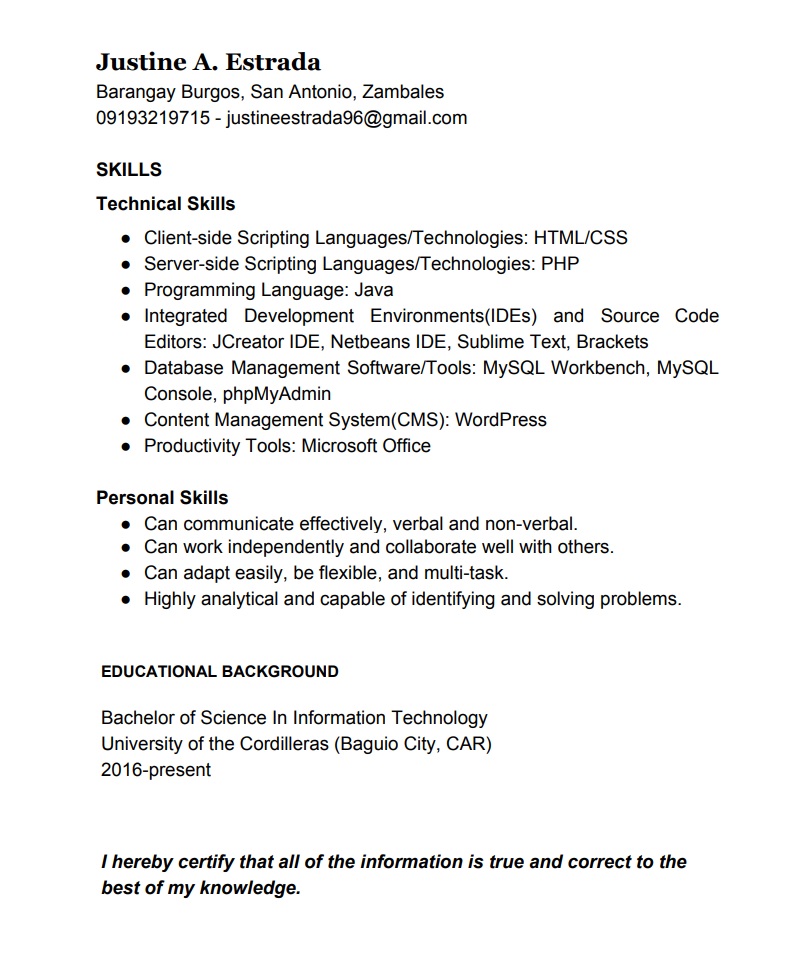 Justine A. Estrada
Barangay Burgos, San Antonio, Zambales
09193219715 - justineestrada96@gmail.com
SKILLS
Technical Skills
● Client-side Scripting Languages/Technologies: HTML/CSS
● Server-side Scripting Languages/Technologies: PHP
● Programming Language: Java
● Integrated Development Environments(IDEs) and Source Code
Editors: JCreator IDE, Netbeans IDE, Sublime Text, Brackets
● Database Management Software/Tools: MySQL Workbench, MySQL
Console, phpMyAdmin
● Content Management System(CMS): WordPress
● Productivity Tools: Microsoft Office
Personal Skills
● Can communicate effectively, verbal and non-verbal.
● Can work independently and collaborate well with others.
● Can adapt easily, be flexible, and multi-task.
● Highly analytical and capable of identifying and solving problems.
EDUCATIONAL BACKGROUND
Bachelor of Science In Information Technology
University of the Cordilleras (Baguio City, CAR)
2016-present
I hereby certify that all of the information is true and correct to the
best of my knowledge.